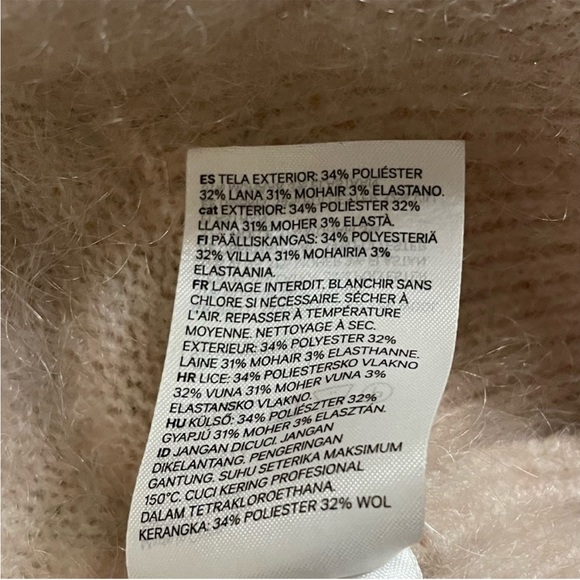 ES TELA EXTERIOR: 34% POLIÉSTER
32% LANA 31% MOHAIR 3% ELASTANO.
cat EXTERIOR: 34% POLIÈSTER 32%
LLANA 31% MOHER 3% ELASTÀ.
FI PÄÄLLISKANGAS: 34% POLYESTERIÄ
32% VILLAA 31% MOHAIRIA 3%
ELASTAANIA.
FR LAVAGE INTERDIT, BLANCHIR SANS
CHLORE SI NÉCESSAIRE. SÉCHER À
L'AIR. REPASSER À TEMPÉRATURE
MOYENNE. NETTOYAGE À SEC.
EXTERIEUR: 34% POLYESTER 32%
LAINE 31% MOHAIR 3% ELASTHANNE.
HR LICE: 34% POLIESTERSKO VLAKNO
32% VUNA 31% MOHER VUNA 3%
ELASTANSKO VLAKNO.
HU KÜLSŐ: 34% POLIÉSZTER 32%
GYAPJÚ 31% MOHER 3% ELASZTÁN.
ID JANGAN DICUCI. JANGAN
DIKELANTANG. PENGERINGAN
GANTUNG. SUHU SETERIKA MAKSIMUM
150°C. CUCI KERING PROFESIONAL
DALAM TETRAKLOROETHANA.
KERANGKA: 34% POLIESTER 32% WOL